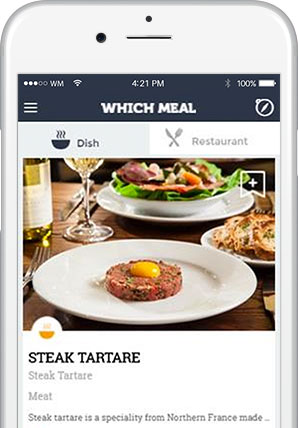 WM 4:21 PM 100%
WHICH MEAL
Dish Restaurant
STEAK TARTARE
Steak Tartare
Meat
Steak tartare is a speciality from Northern France made ...